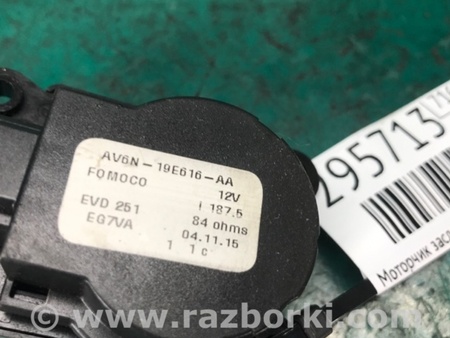 AV6N-19E616-AA
FOMOCO 12V
i 187.5
EVD 251 84 ohms
EG7VA 04.11.15
1 1c
295713
Моторчик
www.razborki.com